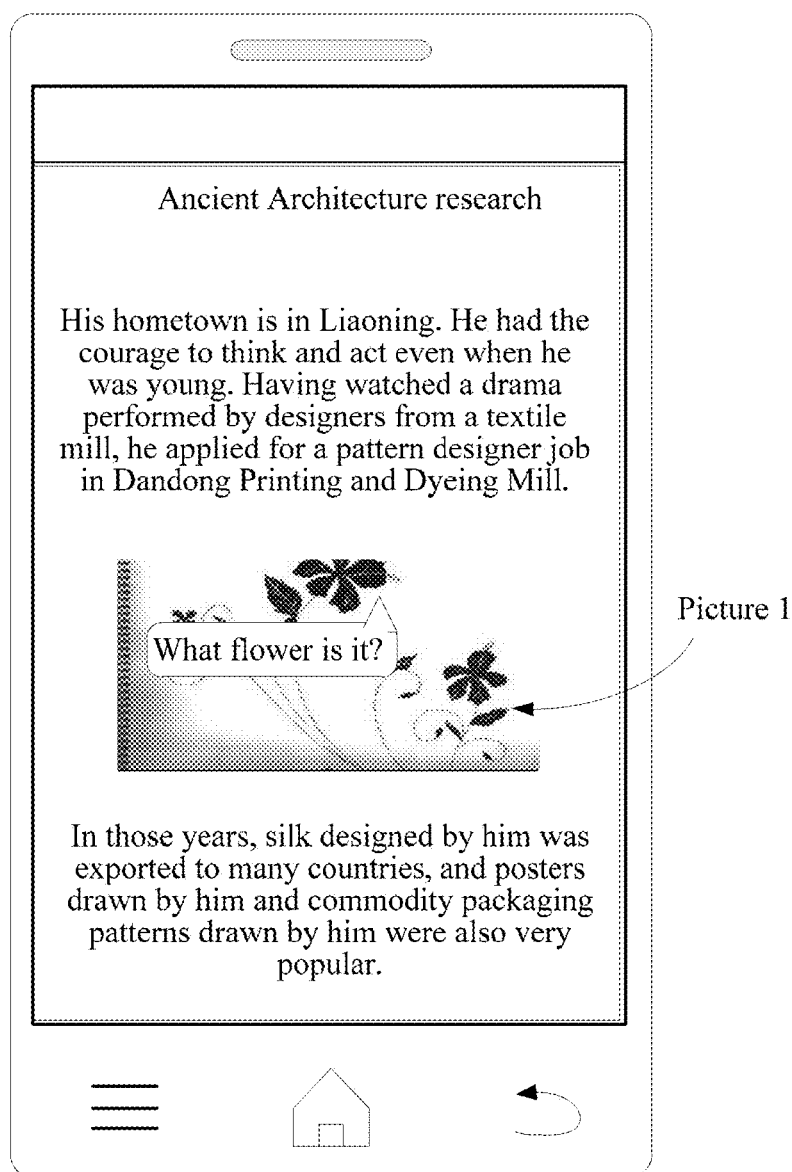 Ancient Architecture research
His hometown is in Liaoning. He had the
courage to think and act even when he
was young. Having watched a drama
performed by designers from a textile
mill, he applied for a pattern designer job
in Dandong Printing and Dyeing Mill.
What flower is it?
Picture 1
In those years, silk designed by him was
exported to many countries, and posters
drawn by him and commodity packaging
patterns drawn by him were also very
popular.